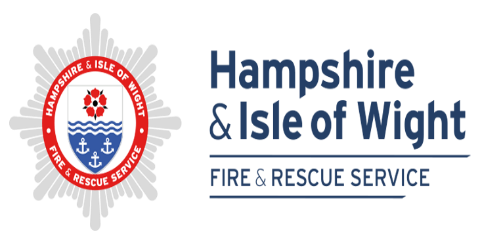 HAMPSHIRE & ISLE OF WIGHT
FIRE & RESCUE SERVICE
Hampshire
& Isle of Wight
FIRE & RESCUE SERVICE